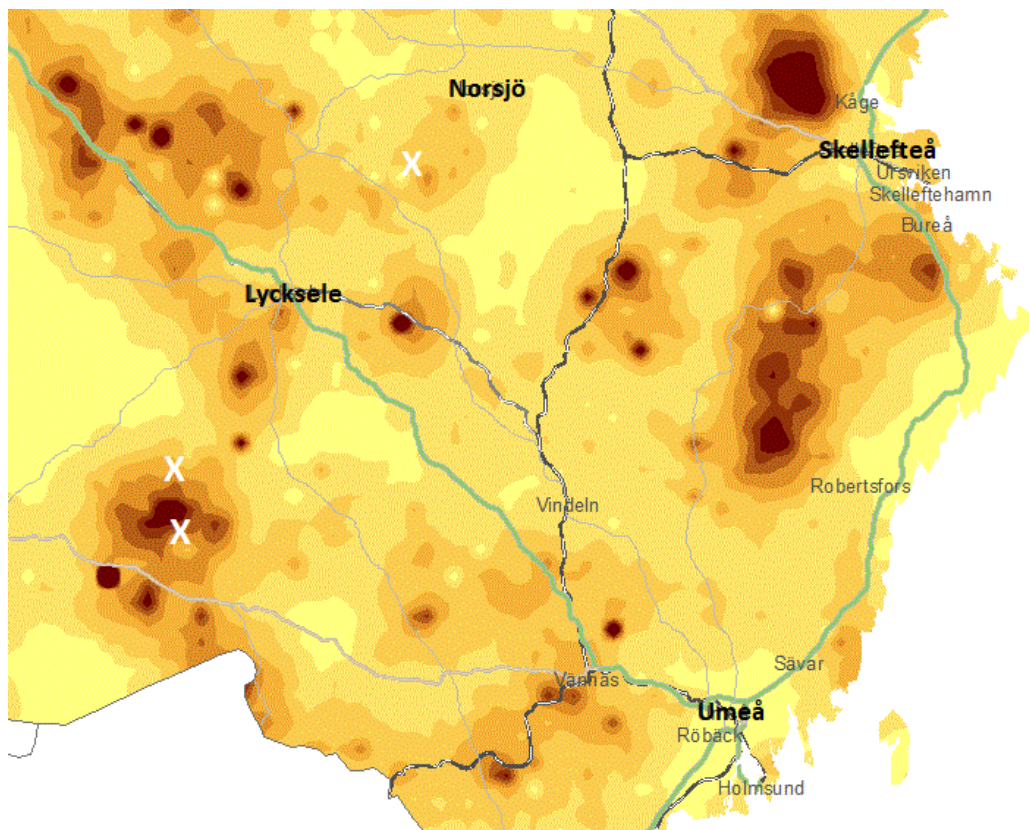 Norsjö
Kåge
X
Skellefteå
Ursviken
Skelleftehamn
Bureå
Lycksele
X
Robertsfors
Vindeln
X
Sävar
Vännäs
Umeå
Röbäck
Holmsund